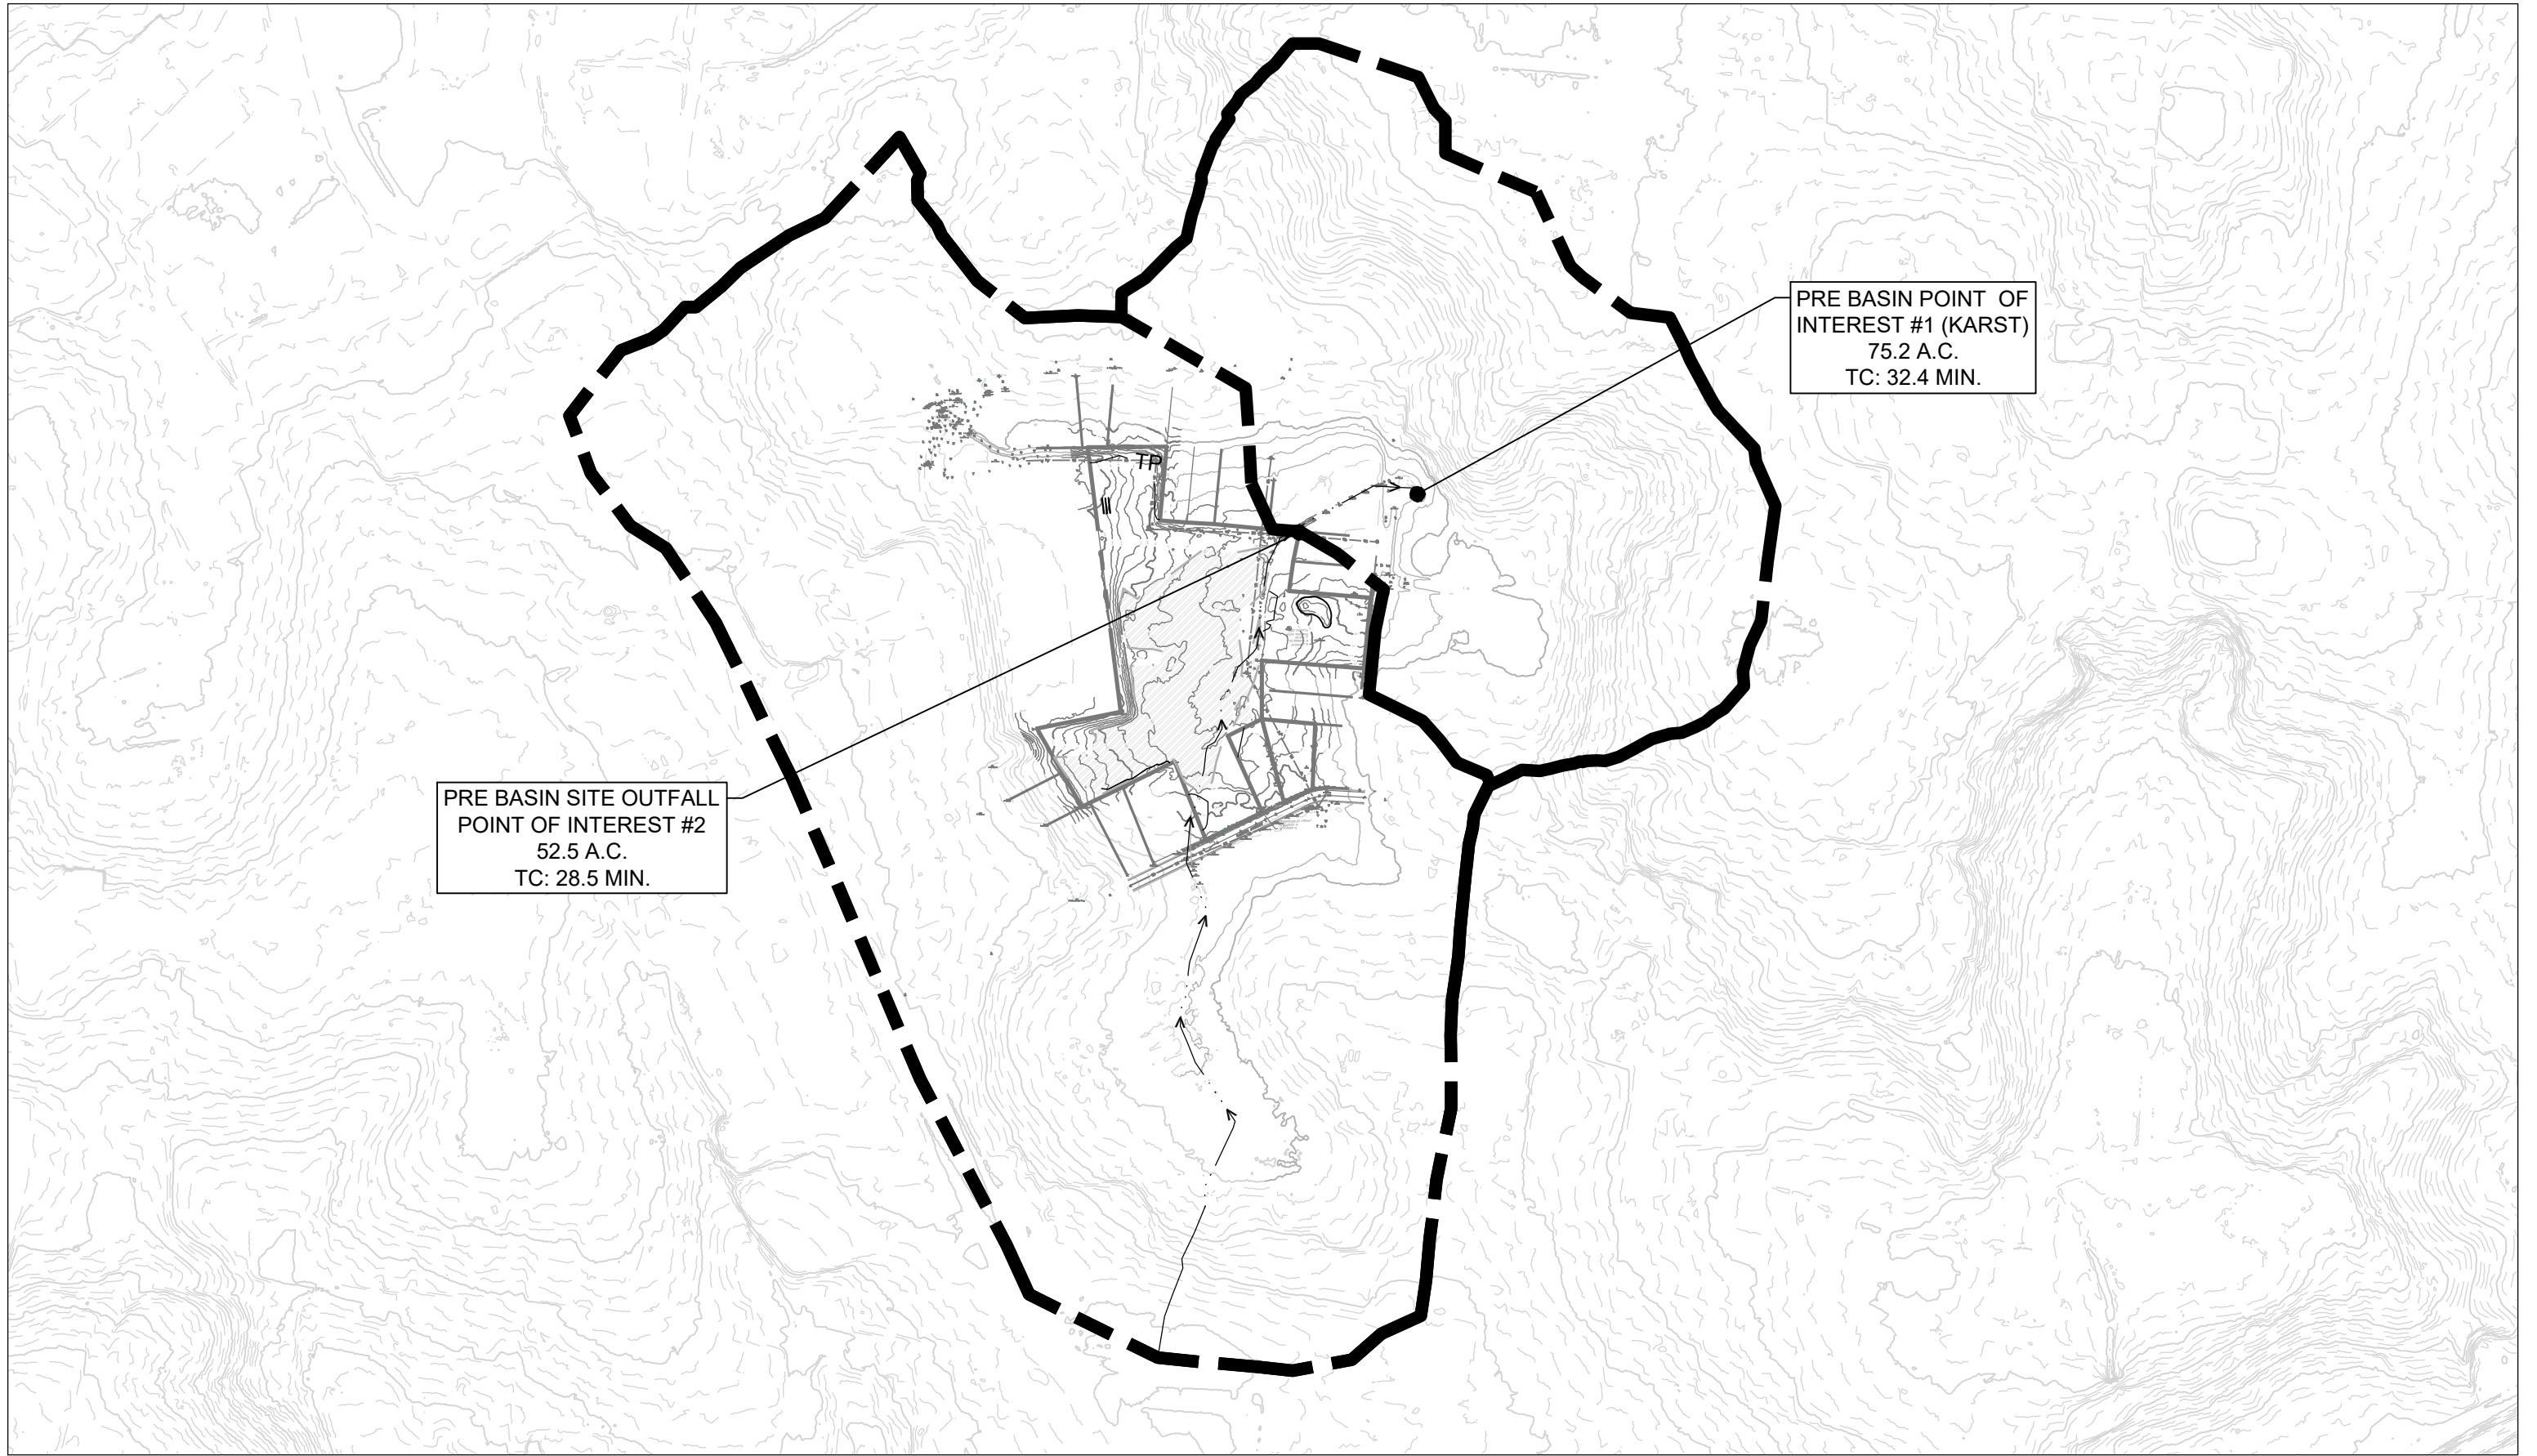 PRE BASIN POINT OF
INTEREST #1 (KARST)
75.2 A.C.
TC: 32.4 MIN.
TP
PRE BASIN SITE OUTFALL
POINT OF INTEREST #2
52.5 A.C.
TC: 28.5 MIN.